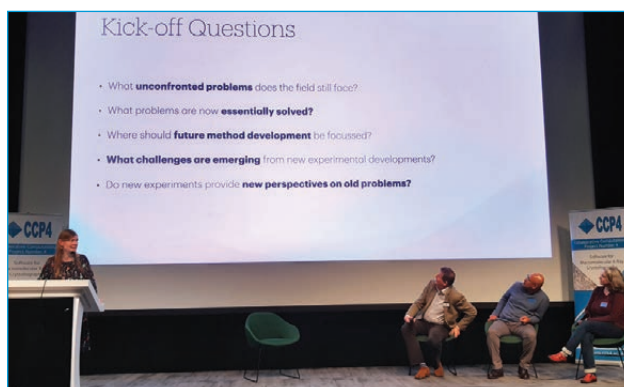 Kick-off Questions
• What unconfronted problems does the field still face?
• What problems are now essentially solved?
• Where should future method development be focussed?
• What challenges are emerging from new experimental developments?
• Do new experiments provide new perspectives on old problems?
CCP4
CCP4
Software for